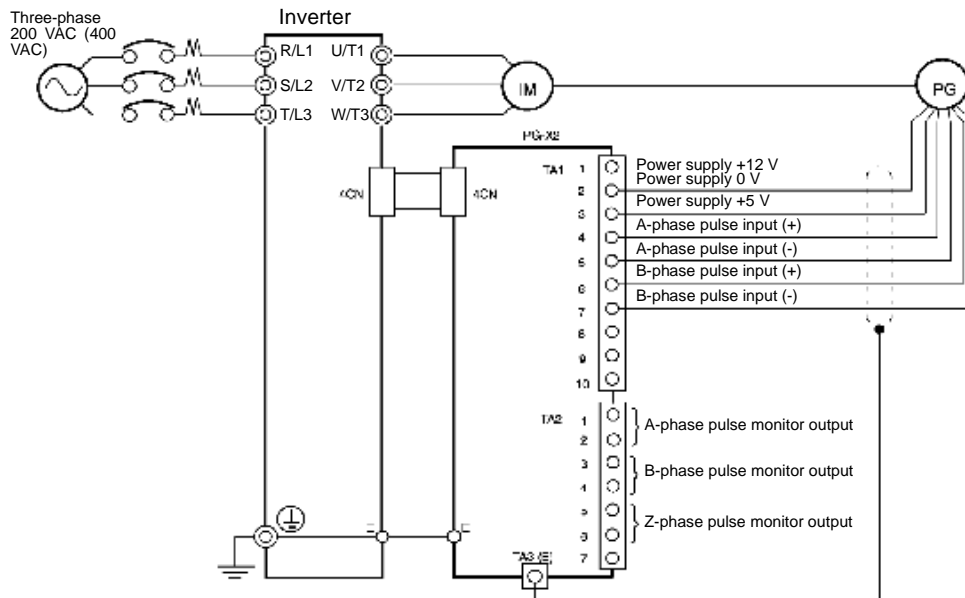 Three-phase
200 VAC (400
VAC)
Inverter
R/L1 U/T1
S/L2 V/T2
T/L3 W/T3
IM
PG
PG-X2
4CN
4CN
TA1
1 Power supply +12 V
2 Power supply 0 V
3 Power supply +5 V
4 A-phase pulse input (+)
5 A-phase pulse input (-)
6 B-phase pulse input (+)
7 B-phase pulse input (-)
8
9
10
TA2
1
2
A-phase pulse monitor output
3
4
B-phase pulse monitor output
5
6
Z-phase pulse monitor output
7
E
E
TA3 (E)